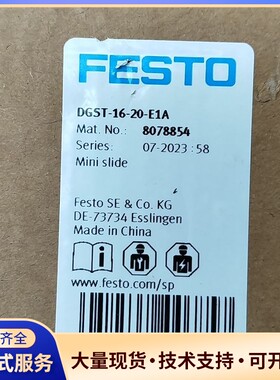 FESTO
DGST-16-20-E1A
Mat. No.: 8078854
Series: 07-2023:58
Mini slide
Festo SE & Co. KG
DE-73734 Esslingen
Made in China
www.festo.com/sp
齐全
式服务
大量现货·技术支持·可开